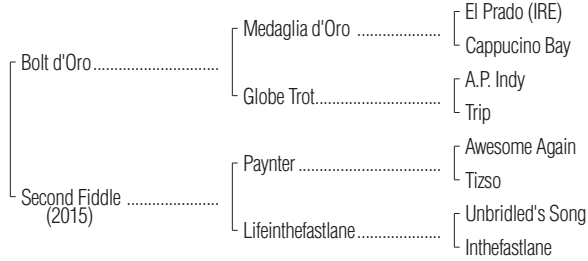 El Prado (IRE)
Medaglia d'Oro
Cappucino Bay
Bolt d'Oro
A.P. Indy
Globe Trot
Trip
Awesome Again
Paynter
Tizso
Second Fiddle
(2015)
Unbridled's Song
Lifeinthefastlane
Inthefastlane